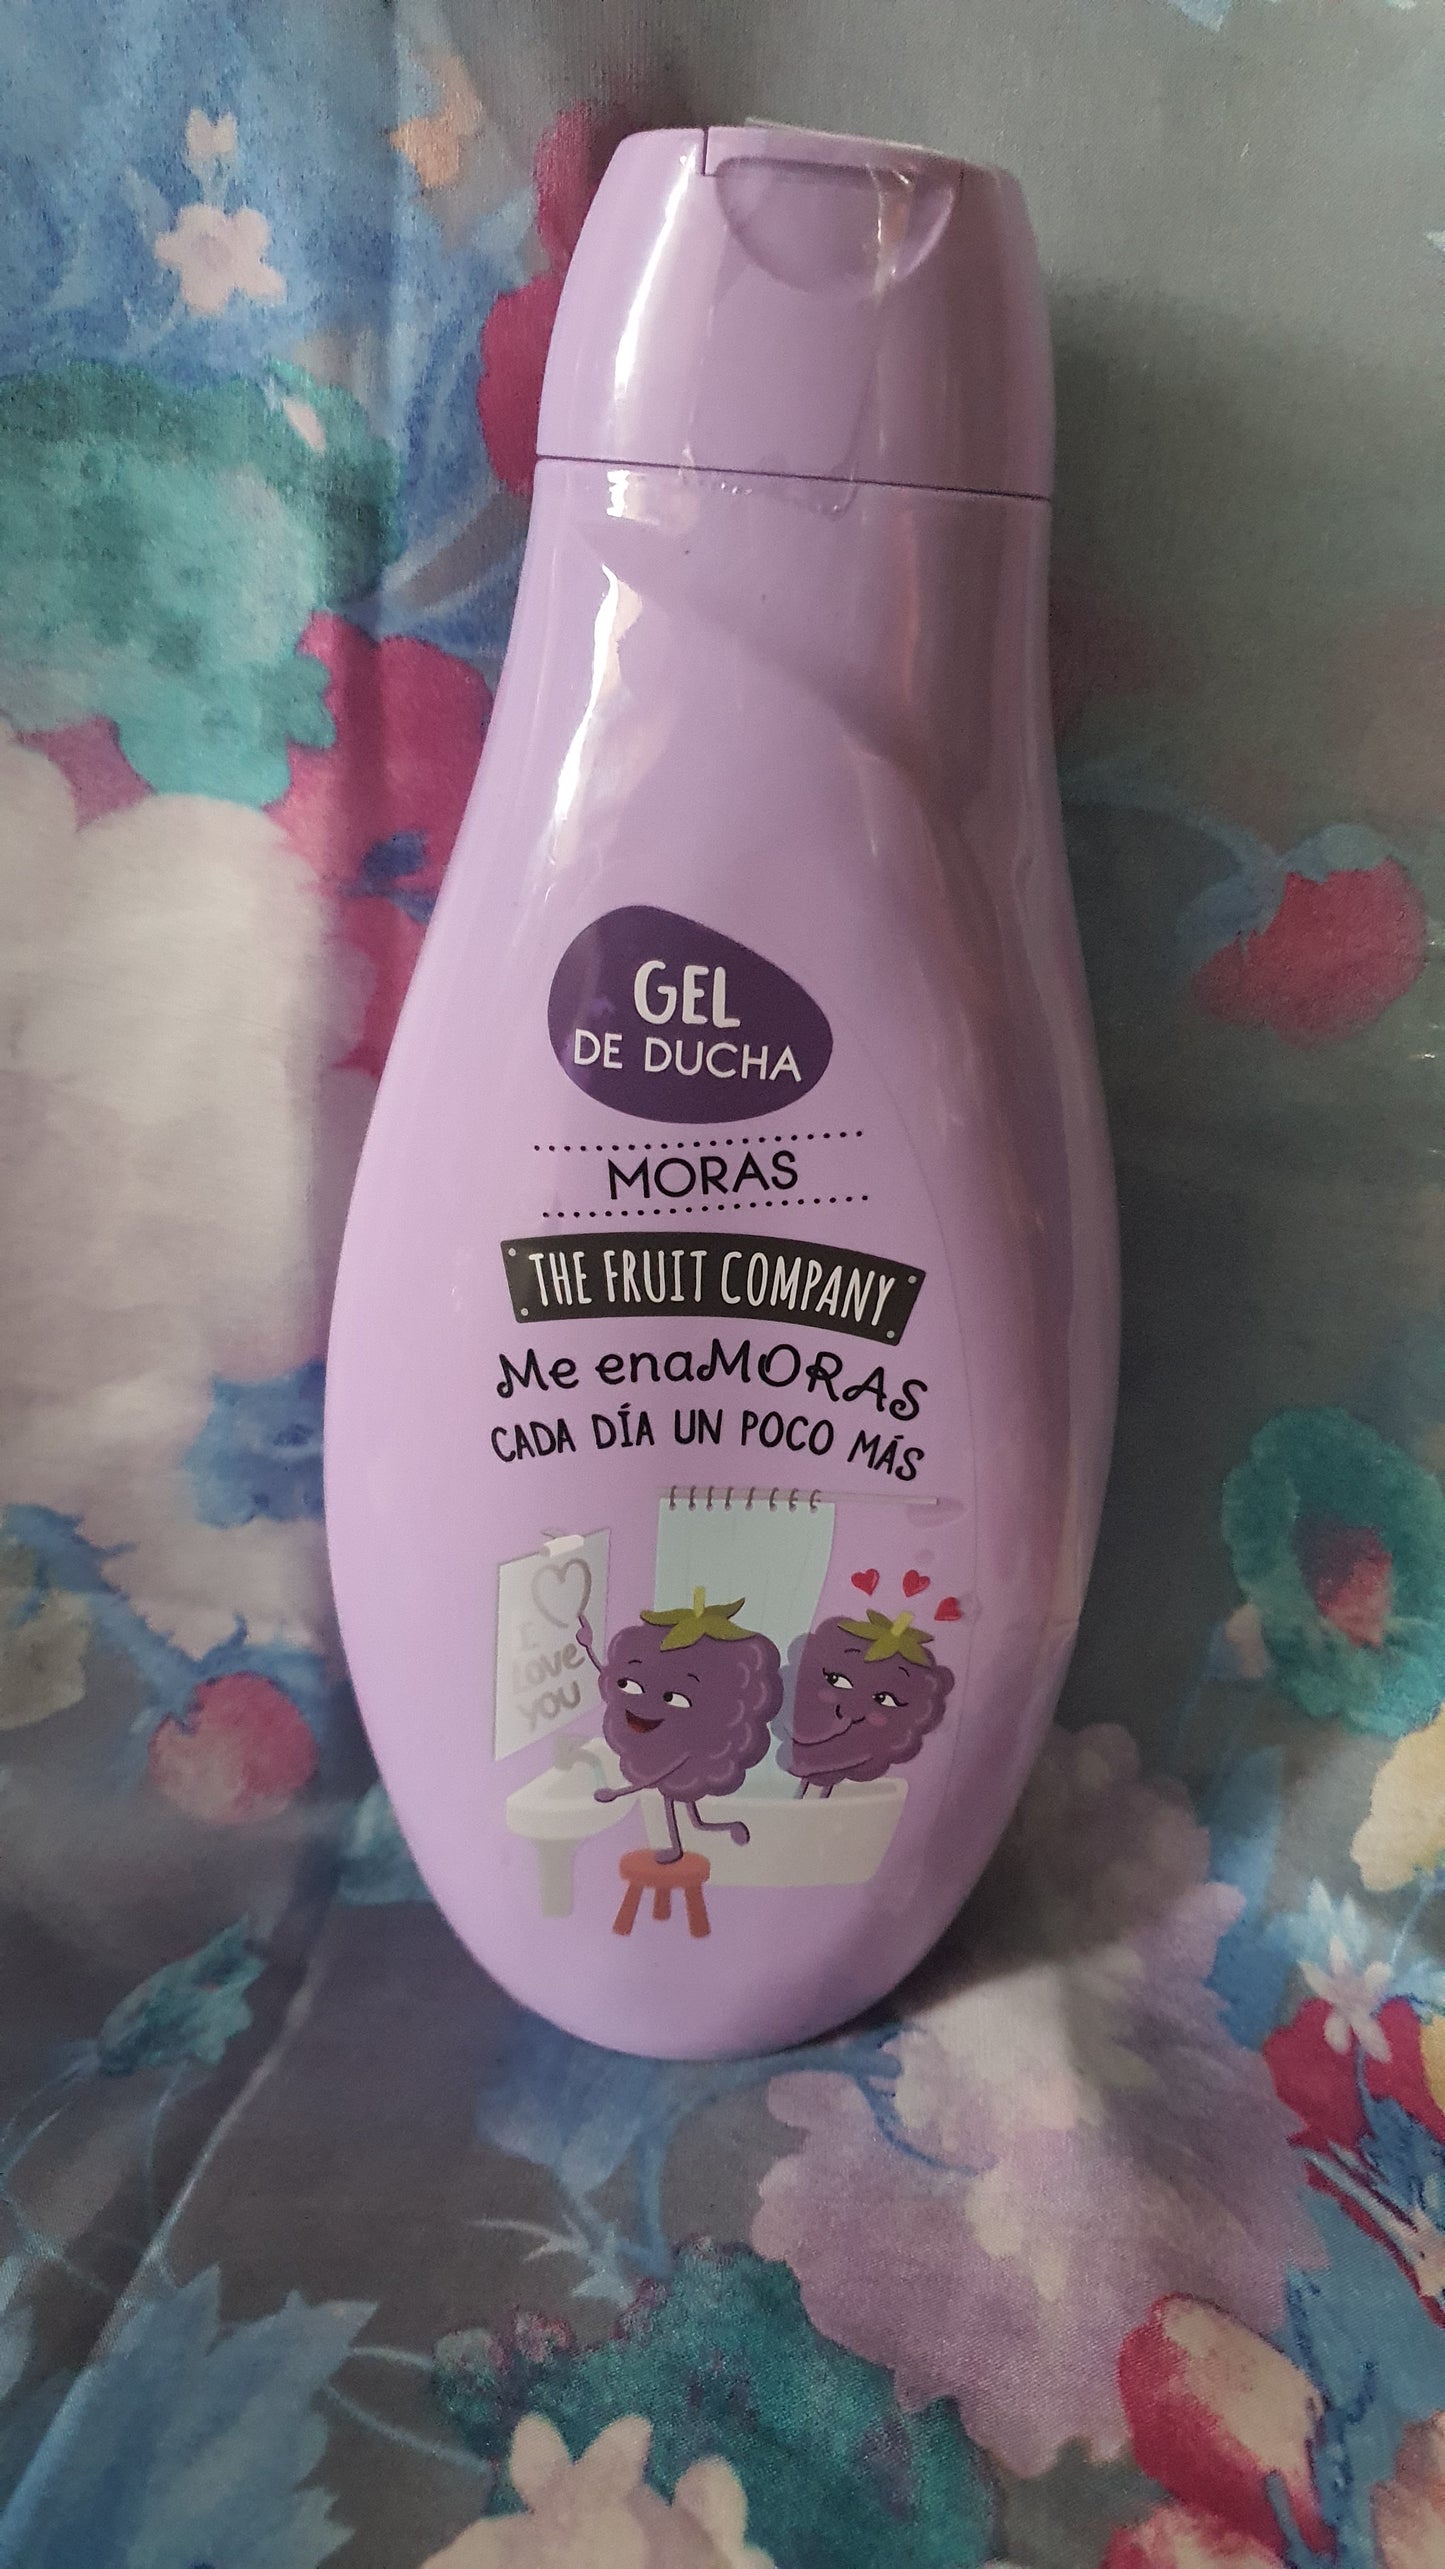 GEL
DE DUCHA
MORAS
THE FRUIT COMPANY
Me enaMORAS
CADA DÍA UN POCO MÁS
I
Love
YOU